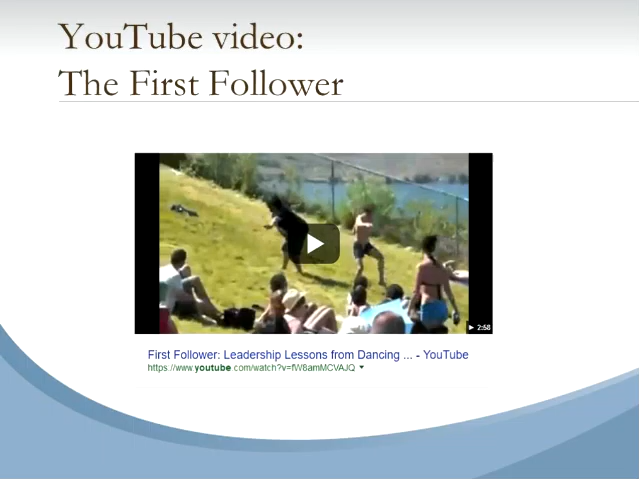 YouTube video:
The First Follower
2:58
First Follower: Leadership Lessons from Dancing ... - YouTube
https://www.youtube.com/watch?v=fW8amMCVAJQ